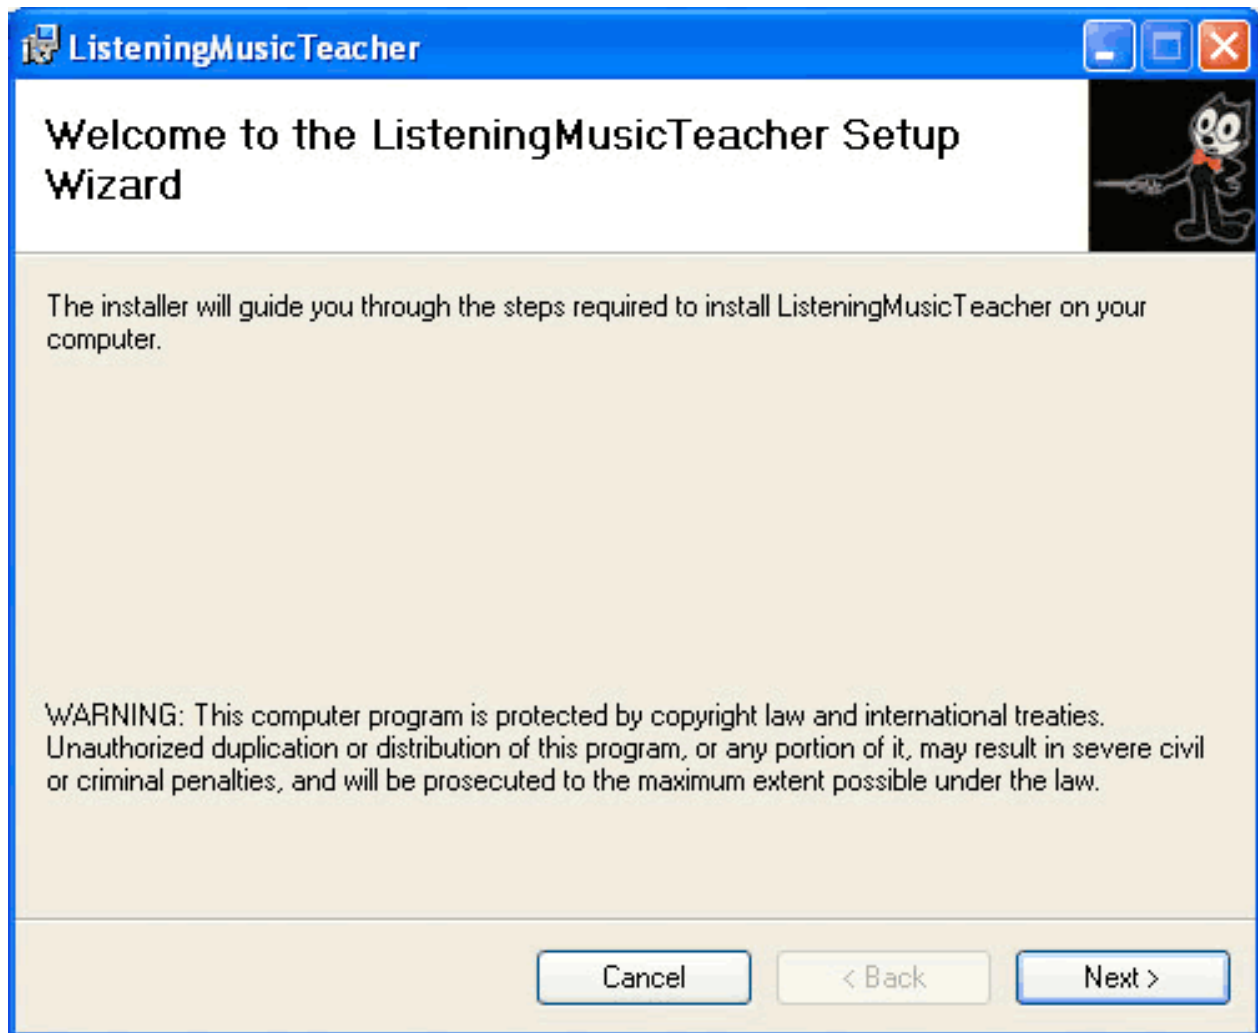 ListeningMusicTeacher
Welcome to the ListeningMusicTeacher Setup
Wizard
The installer will guide you through the steps required to install ListeningMusicTeacher on your
computer.
WARNING: This computer program is protected by copyright law and international treaties.
Unauthorized duplication or distribution of this program, or any portion of it, may result in severe civil
or criminal penalties, and will be prosecuted to the maximum extent possible under the law.
Cancel < Back Next >